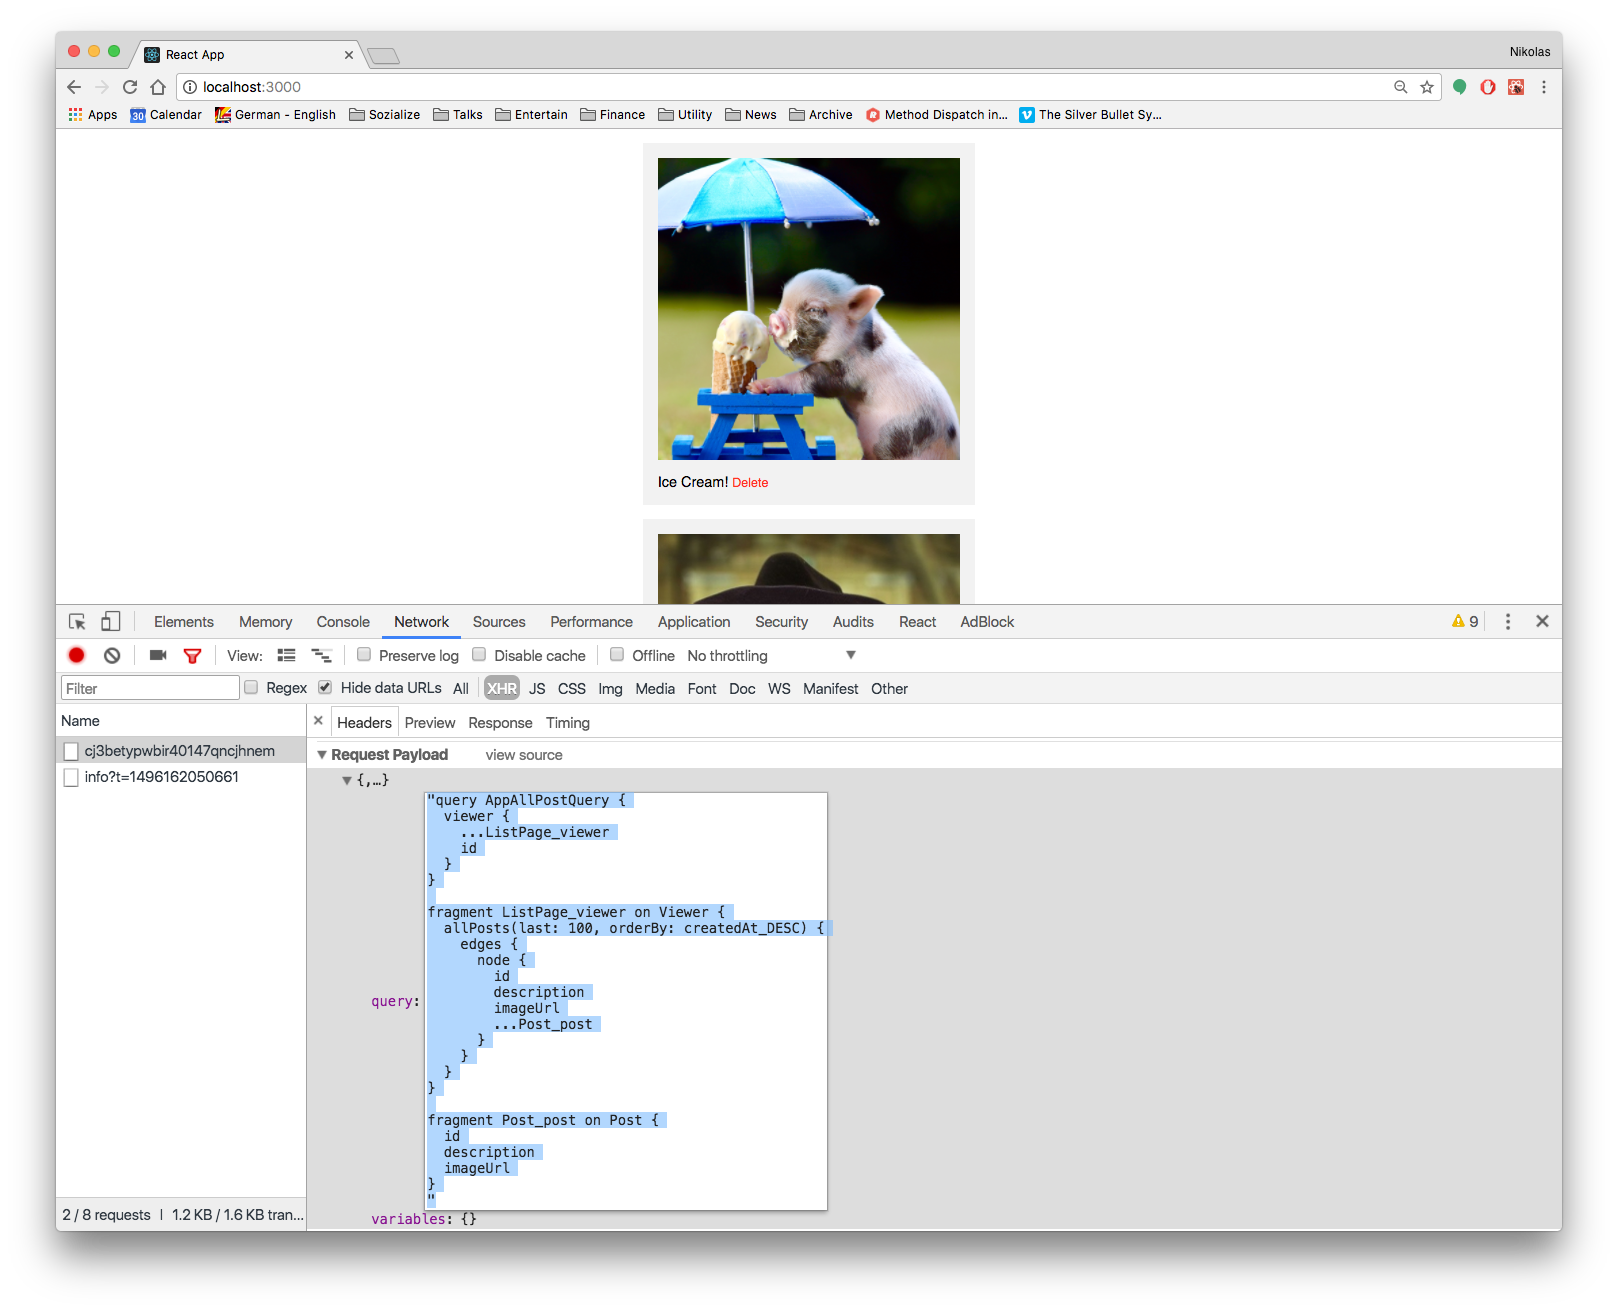 React App
Nikolas
localhost:3000
Apps 30 Calendar German - English Sozialize Talks Entertain Finance Utility News Archive Method Dispatch in... The Silver Bullet Sy...
Ice Cream! Delete
Elements Memory Console Network Sources Performance Application Security Audits React AdBlock 9
View: Preserve log Disable cache Offline No throttling
Filter Regex Hide data URLs All XHR JS CSS Img Media Font Doc WS Manifest Other
Name
Headers Preview Response Timing
cj3betypwbir40147qncjhnem
info?t=1496162050661
Request Payload view source
{,…}
query:
"query AppAllPostQuery {
  viewer {
    ...ListPage_viewer
    id
  }
}

fragment ListPage_viewer on Viewer {
  allPosts(last: 100, orderBy: createdAt_DESC) {
    edges {
      node {
        id
        description
        imageUrl
        ...Post_post
      }
    }
  }
}

fragment Post_post on Post {
  id
  description
  imageUrl
}
"
variables: {}
2 / 8 requests | 1.2 KB / 1.6 KB tran...